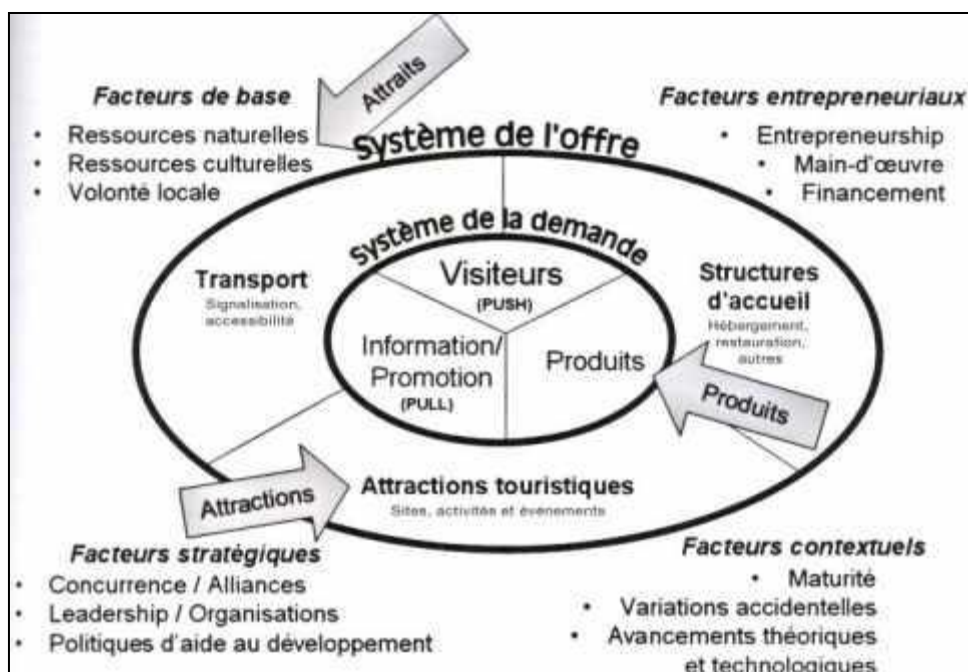 Attraits
Facteurs de base
• Ressources naturelles
• Ressources culturelles
• Volonté locale
Facteurs entrepreneuriaux
• Entrepreneurship
• Main-d'œuvre
• Financement
Système de l'offre
Système de la demande
Visiteurs
(PUSH)
Information/
Promotion
(PULL)
Produits
Transport
Signalisation,
accessibilité
Structures
d'accueil
Hébergement,
restauration,
autres
Produits
Attractions touristiques
Sites, activités et événements
Attractions
Facteurs stratégiques
• Concurrence / Alliances
• Leadership / Organisations
• Politiques d'aide au développement
Facteurs contextuels
• Maturité
• Variations accidentelles
• Avancements théoriques
et technologiques